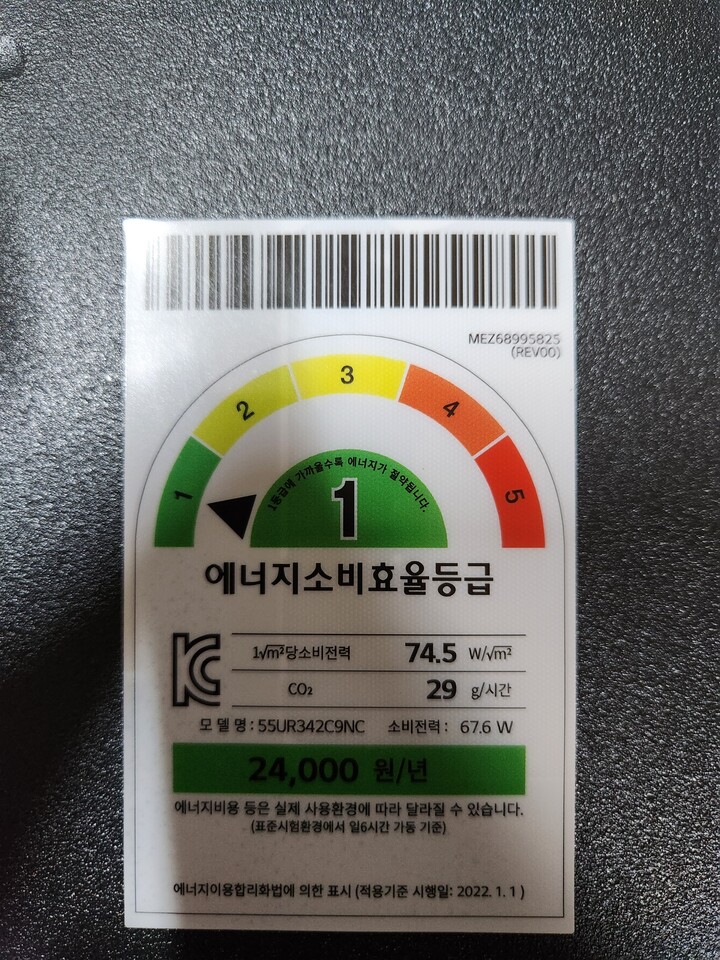 MEZ68995825
(REV00)
1 2 3 4 5
1등급에 가까울수록 에너지가 절약됩니다.
1
에너지소비효율등급
1√m²당소비전력 74.5 W/√m²
CO₂ 29 g/시간
모 델 명 : 55UR342C9NC 소비전력 : 67.6 W
24,000 원/년
에너지비용 등은 실제 사용환경에 따라 달라질 수 있습니다.
(표준시험환경에서 일6시간 가동 기준)
에너지이용합리화법에 의한 표시 (적용기준 시행일: 2022. 1. 1 )